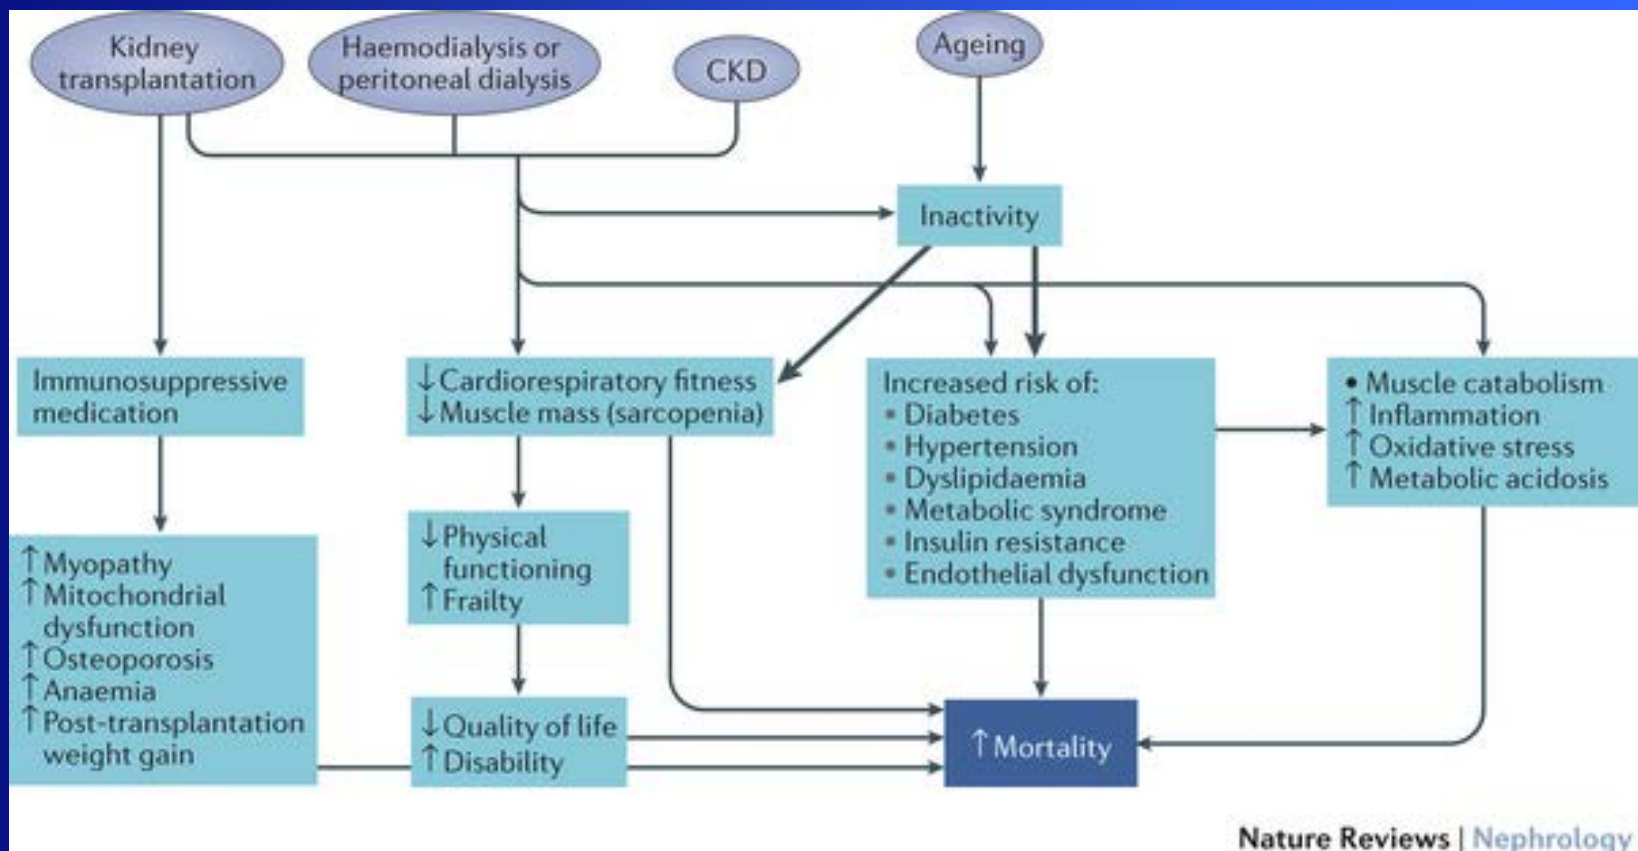 Kidney
transplantation
Haemodialysis or
peritoneal dialysis
CKD
Ageing
Inactivity
Immunosuppressive
medication
↓ Cardiorespiratory fitness
↓ Muscle mass (sarcopenia)
Increased risk of:
• Diabetes
• Hypertension
• Dyslipidaemia
• Metabolic syndrome
• Insulin resistance
• Endothelial dysfunction
• Muscle catabolism
↑ Inflammation
↑ Oxidative stress
↑ Metabolic acidosis
↑ Myopathy
↑ Mitochondrial
dysfunction
↑ Osteoporosis
↑ Anaemia
↑ Post-transplantation
weight gain
↓ Physical
functioning
↑ Frailty
↓ Quality of life
↑ Disability
↑ Mortality
Nature Reviews | Nephrology